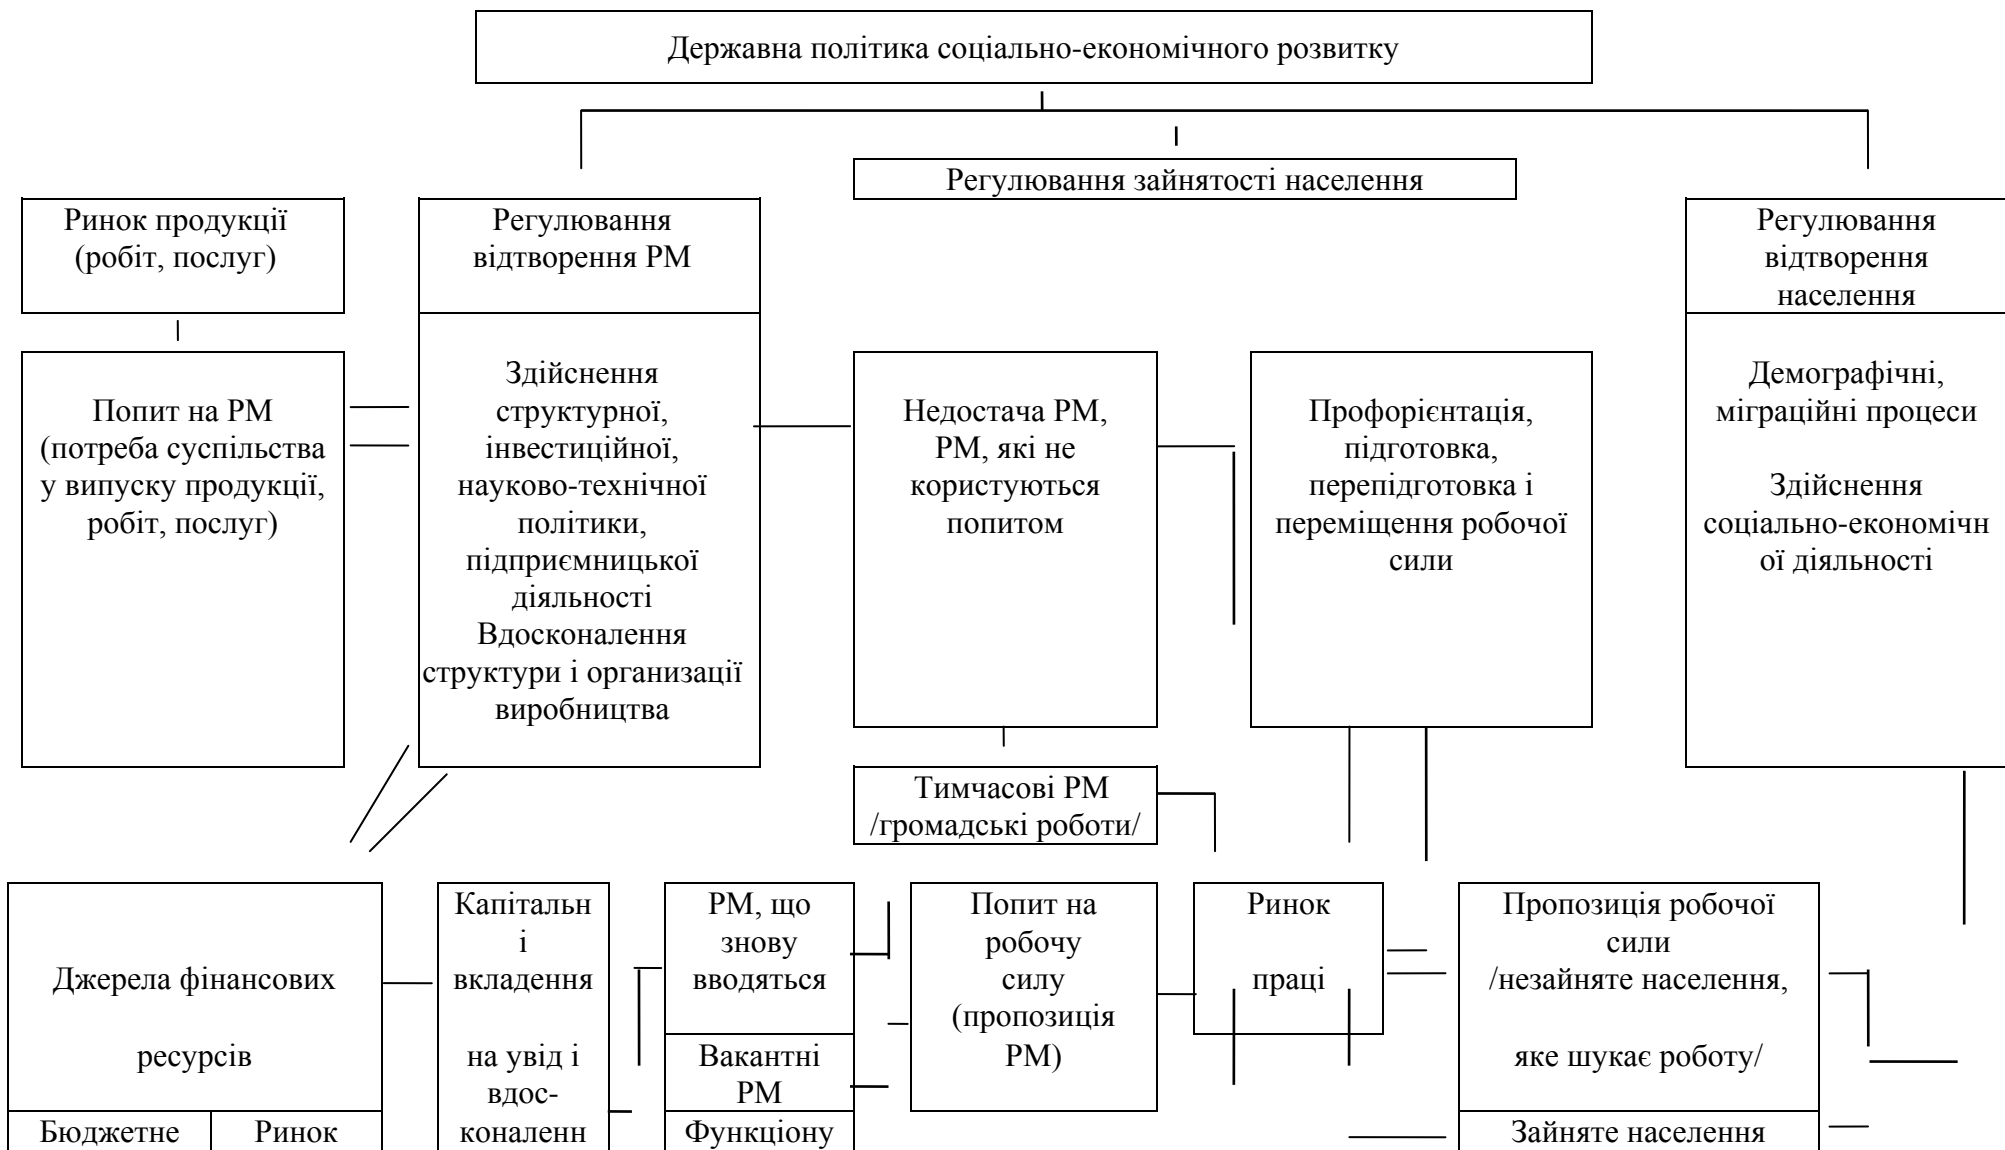 Державна політика соціально-економічного розвитку
Регулювання зайнятості населення
Ринок продукції
(робіт, послуг)
Регулювання
відтворення РМ
Регулювання
відтворення
населення
Попит на РМ
(потреба суспільства
у випуску продукції,
робіт, послуг)
Здійснення
структурної,
інвестиційної,
науково-технічної
політики,
підприємницької
діяльності
Вдосконалення
структури і организації
виробництва
Недостача РМ,
РМ, які не
користуються
попитом
Профорієнтація,
підготовка,
перепідготовка і
переміщення робочої
сили
Демографічні,
міграційні процеси
Здійснення
соціально-економічн
ої діяльності
Тимчасові РМ
/громадські роботи/
Джерела фінансових
ресурсів
Бюджетне
Ринок
Капітальн
і
вкладення
на увід і
вдос-
коналенн
РМ, що
знову
вводяться
Вакантні
РМ
Функціону
Попит на
робочу
силу
(пропозиція
РМ)
Ринок
праці
Пропозиція робочої
сили
/незайняте населення,
яке шукає роботу/
Зайняте населення